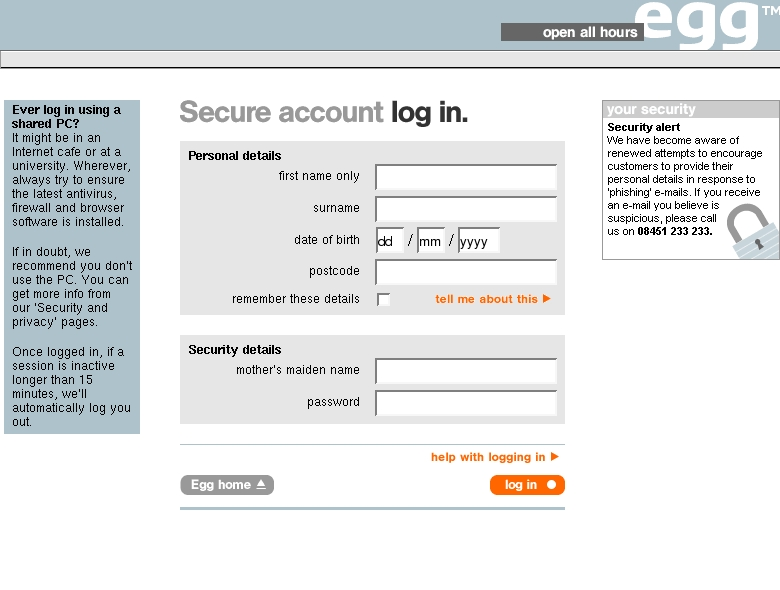 egg™
open all hours
Ever log in using a
shared PC?
It might be in an
Internet cafe or at a
university. Wherever,
always try to ensure
the latest antivirus,
firewall and browser
software is installed.
If in doubt, we
recommend you don't
use the PC. You can
get more info from
our 'Security and
privacy' pages.
Once logged in, if a
session is inactive
longer than 15
minutes, we'll
automatically log you
out.
Secure account log in.
Personal details
first name only
surname
date of birth dd / mm / yyyy
postcode
remember these details tell me about this
Security details
mother's maiden name
password
help with logging in
Egg home log in
your security
Security alert
We have become aware of
renewed attempts to encourage
customers to provide their
personal details in response to
'phishing' e-mails. If you receive
an e-mail you believe is
suspicious, please call
us on 08451 233 233.